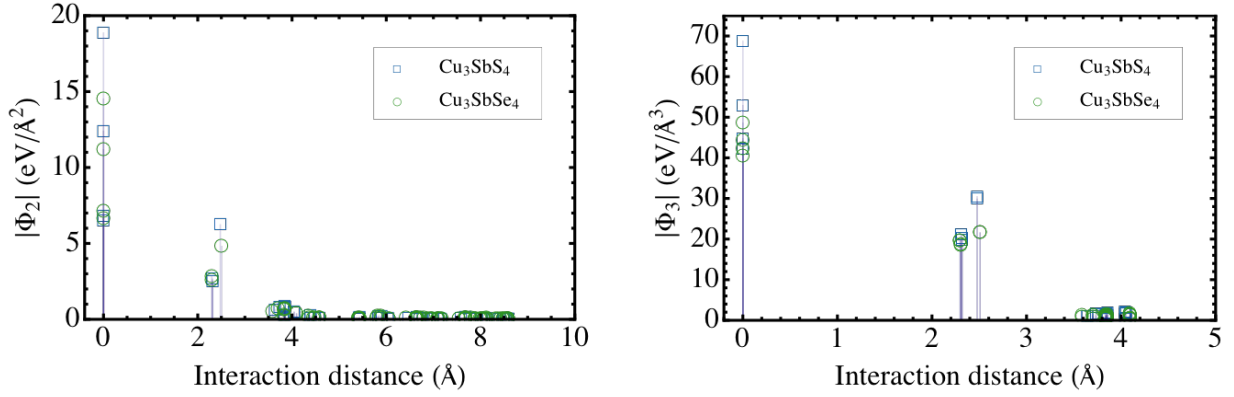 20
15
10
5
0
|Φ₂| (eV/Å²)
Cu₃SbS₄
Cu₃SbSe₄
0 2 4 6 8 10
Interaction distance (Å)
70
60
50
40
30
20
10
0
|Φ₃| (eV/Å³)
Cu₃SbS₄
Cu₃SbSe₄
0 1 2 3 4 5
Interaction distance (Å)